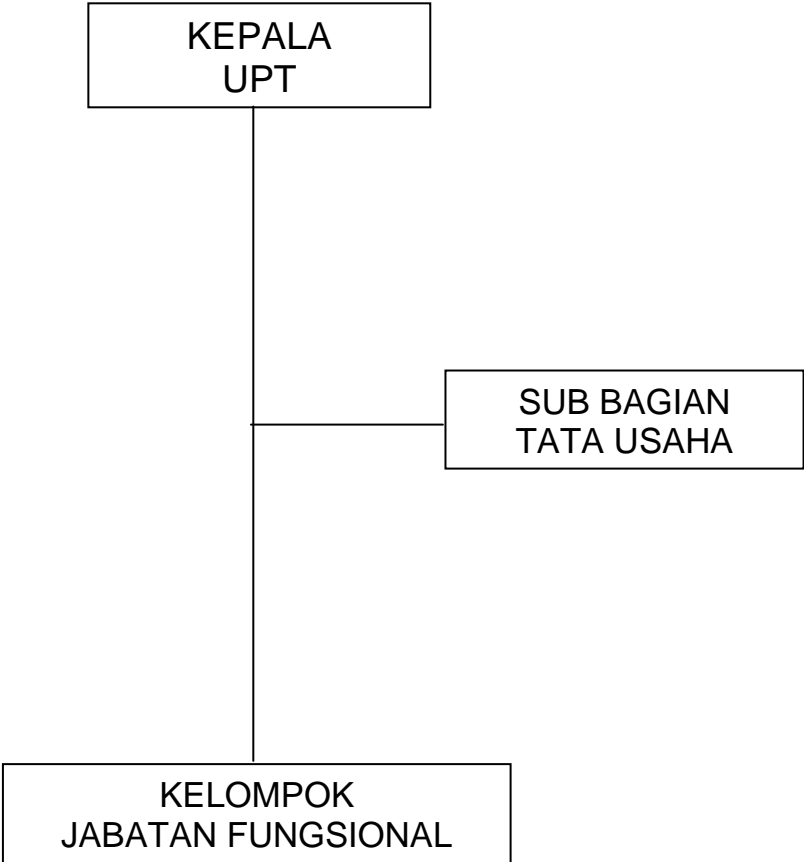 KEPALA
UPT
SUB BAGIAN
TATA USAHA
KELOMPOK
JABATAN FUNGSIONAL